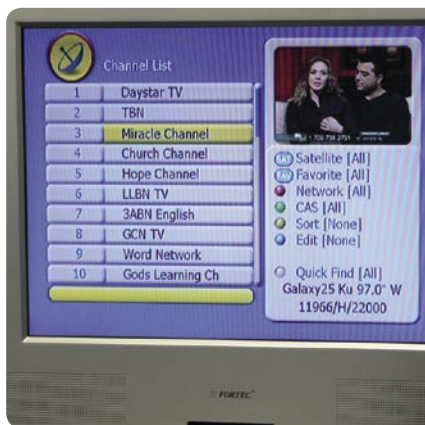 Channel List
1 Daystar TV
2 TBN
3 Miracle Channel
4 Church Channel
5 Hope Channel
6 LLBN TV
7 3ABN English
8 GCN TV
9 Word Network
10 Gods Learning Ch
SAT Satellite [All]
FAV Favorite [All]
Network [All]
CAS [All]
Sort [None]
Edit [None]
Quick Find [All]
Galaxy25 Ku 97.0° W
11966/H/22000
FORTEC